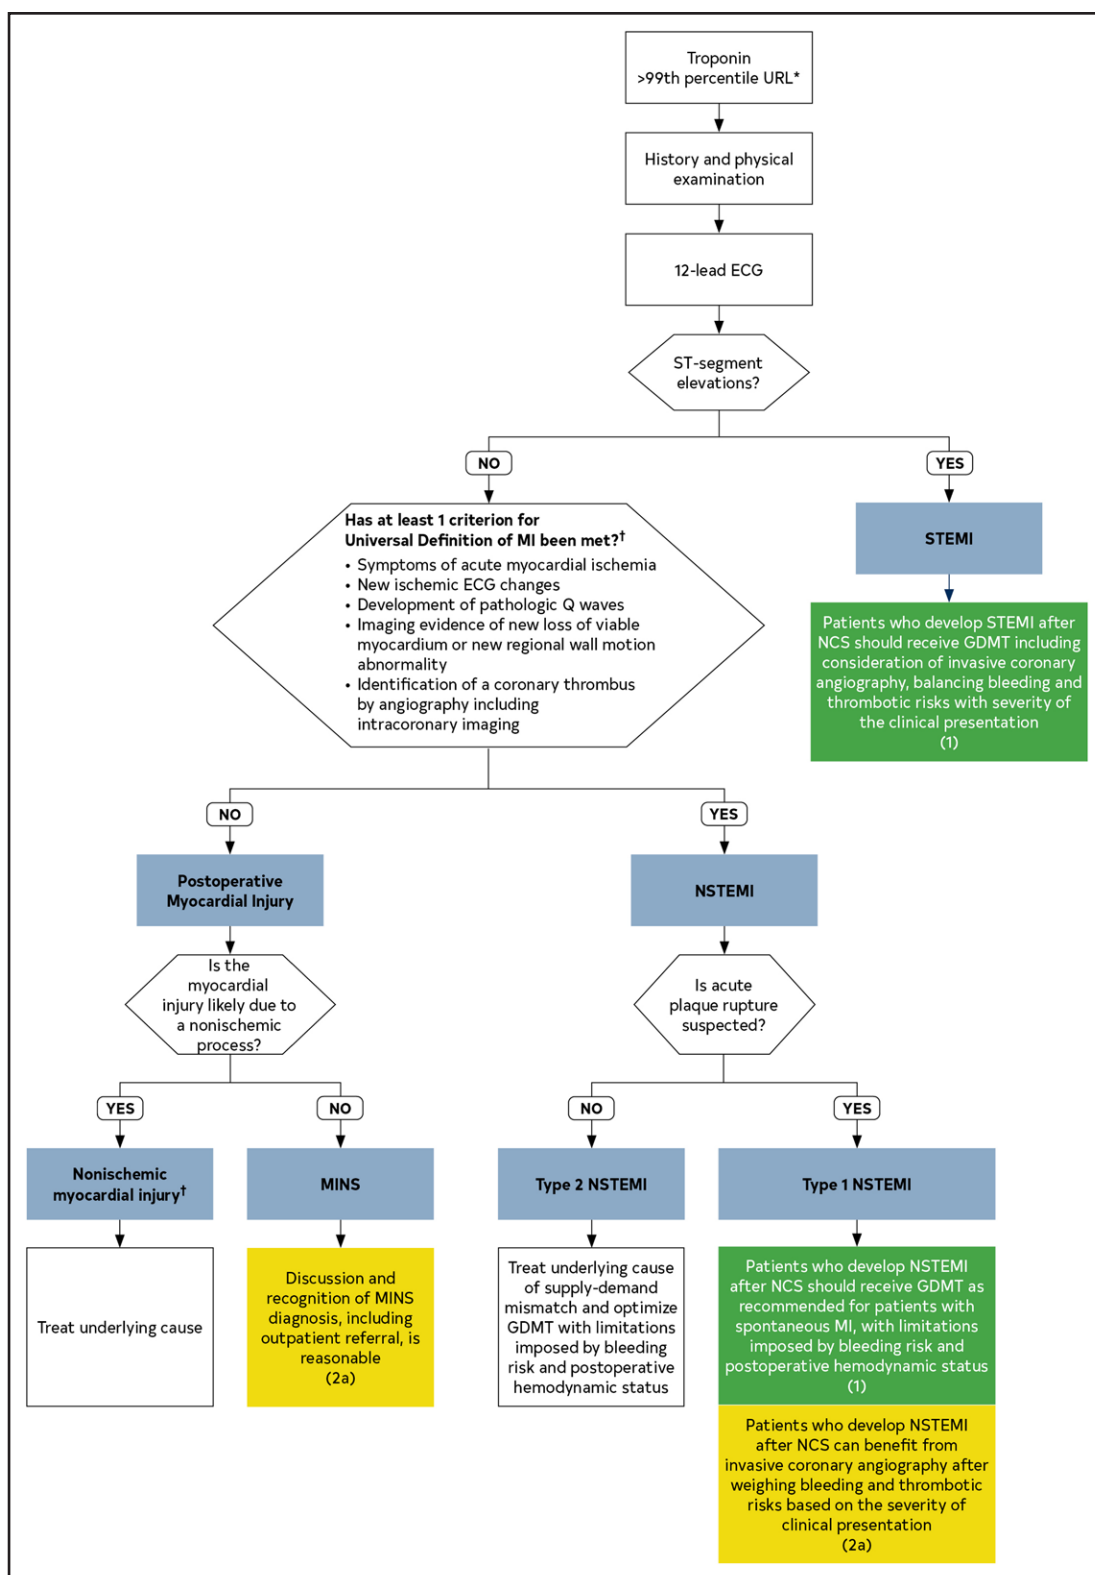 Troponin
>99th percentile URL*
History and physical
examination
12-lead ECG
ST-segment
elevations?
NO
YES
Has at least 1 criterion for
Universal Definition of MI been met?†
• Symptoms of acute myocardial ischemia
• New ischemic ECG changes
• Development of pathologic Q waves
• Imaging evidence of new loss of viable
myocardium or new regional wall motion
abnormality
• Identification of a coronary thrombus
by angiography including
intracoronary imaging
STEMI
Patients who develop STEMI after
NCS should receive GDMT including
consideration of invasive coronary
angiography, balancing bleeding and
thrombotic risks with severity of
the clinical presentation
(1)
NO
YES
Postoperative
Myocardial Injury
NSTEMI
Is the
myocardial
injury likely due to
a nonischemic
process?
Is acute
plaque rupture
suspected?
YES
NO
NO
YES
Nonischemic
myocardial injury†
MINS
Type 2 NSTEMI
Type 1 NSTEMI
Treat underlying cause
Discussion and
recognition of MINS
diagnosis, including
outpatient referral, is
reasonable
(2a)
Treat underlying cause
of supply-demand
mismatch and optimize
GDMT with limitations
imposed by bleeding
risk and postoperative
hemodynamic status
Patients who develop NSTEMI
after NCS should receive GDMT as
recommended for patients with
spontaneous MI, with limitations
imposed by bleeding risk and
postoperative hemodynamic status
(1)
Patients who develop NSTEMI
after NCS can benefit from
invasive coronary angiography after
weighing bleeding and thrombotic
risks based on the severity of
clinical presentation
(2a)